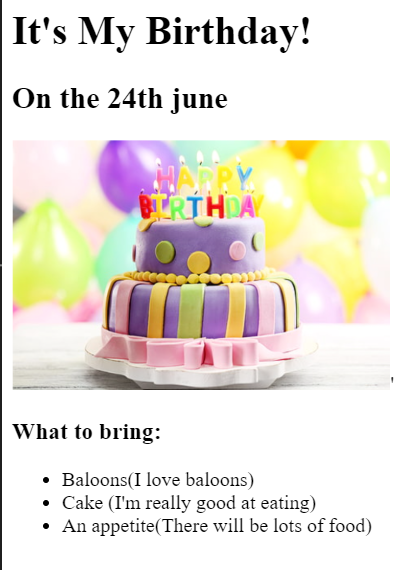 It's My Birthday!
On the 24th june
HAPPY
BIRTHDAY
'
What to bring:
Baloons(I love baloons)
Cake (I'm really good at eating)
An appetite(There will be lots of food)